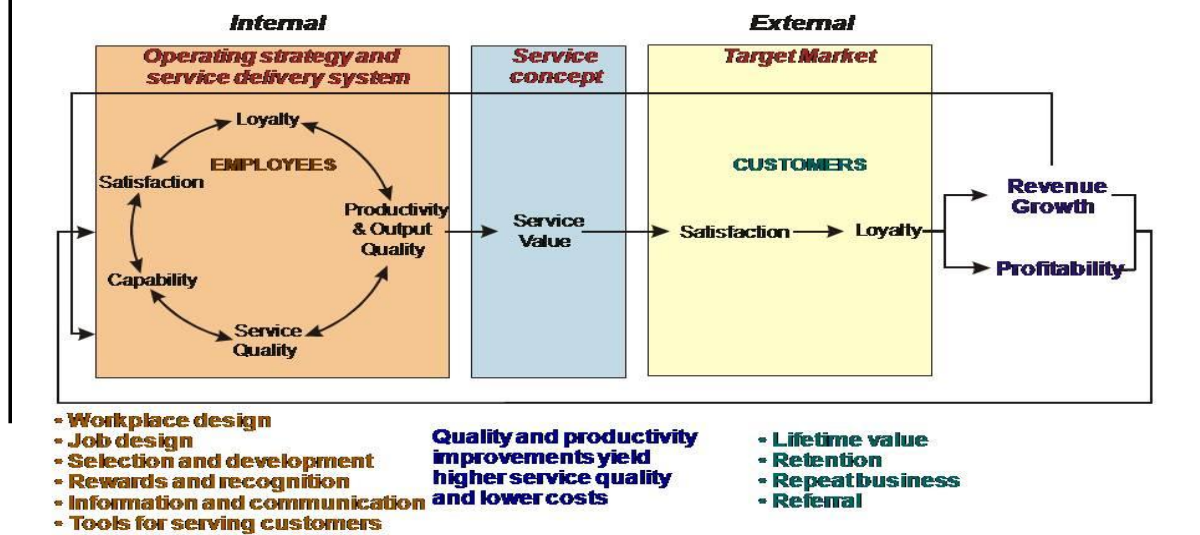 Internal
External
Operating strategy and
service delivery system
Service
concept
Target Market
Loyalty
EMPLOYEES
Satisfaction
Productivity
& Output
Quality
Capability
Service
Quality
Service
Value
CUSTOMERS
Satisfaction
Loyalty
Revenue
Growth
Profitability
- Workplace design
- Job design
- Selection and development
- Rewards and recognition
- Information and communication
- Tools for serving customers
Quality and productivity
improvements yield
higher service quality
and lower costs
- Lifetime value
- Retention
- Repeat business
- Referral